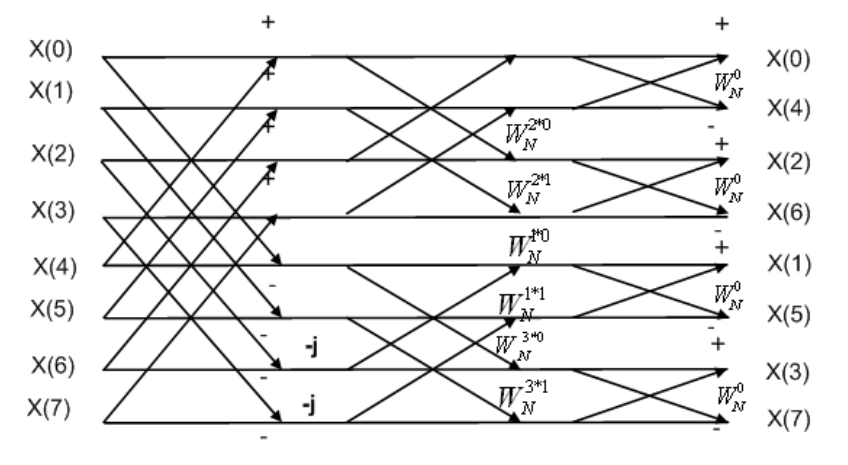 + +
X(0) X(0)
+ W_N^0
X(1) X(4)
+ W_N^{2*0} -
+
X(2) X(2)
+ W_N^{2*1} W_N^0
X(3) X(6)
W_N^{1*0} -
+
X(4) X(1)
- W_N^{1*1} W_N^0
X(5) X(5)
- -j W_N^{3*0} -
+
X(6) X(3)
- -j W_N^{3*1} W_N^0
X(7) X(7)
- -